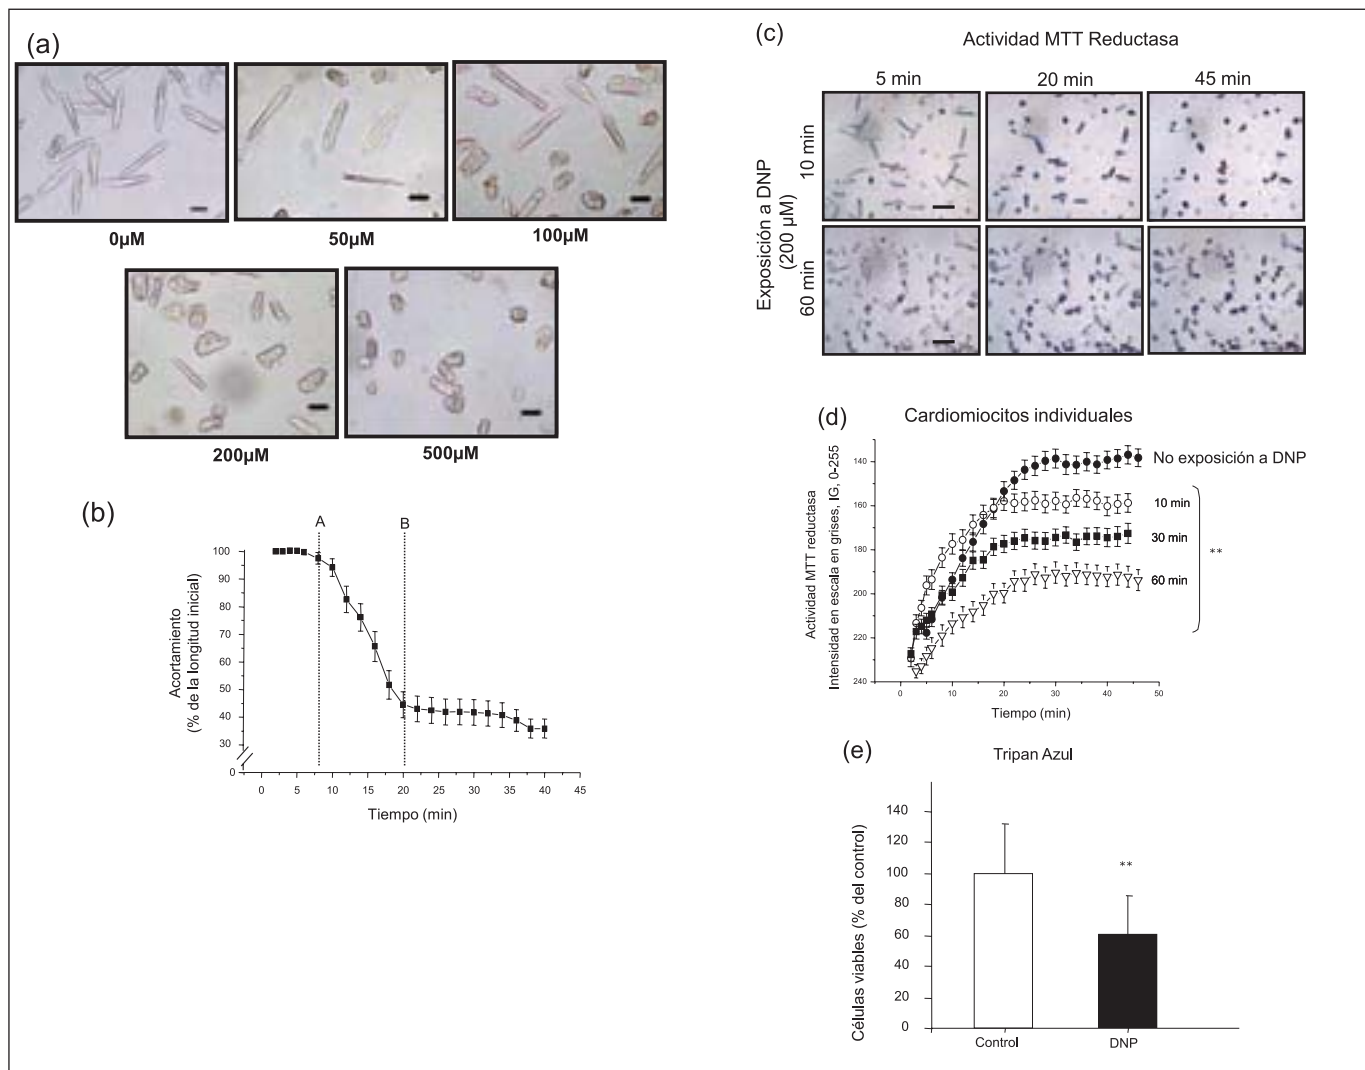 (a)
0µM
50µM
100µM
200µM
500µM
(b)
A
B
100
90
80
70
60
50
40
30
0
Acortamiento
(% de la longitud inicial)
0 5 10 15 20 25 30 35 40 45
Tiempo (min)
(c)
Actividad MTT Reductasa
5 min
20 min
45 min
Exposición a DNP
(200 µM)
10 min
60 min
(d)
Cardiomiocitos individuales
No exposición a DNP
10 min
30 min
60 min
**
140
160
180
200
220
240
Actividad MTT reductasa
Intensidad en escala en grises, IG, 0-255
0 10 20 30 40 50
Tiempo (min)
(e)
Tripan Azul
140
120
100
80
60
40
20
0
**
Células viables (% del control)
Control
DNP